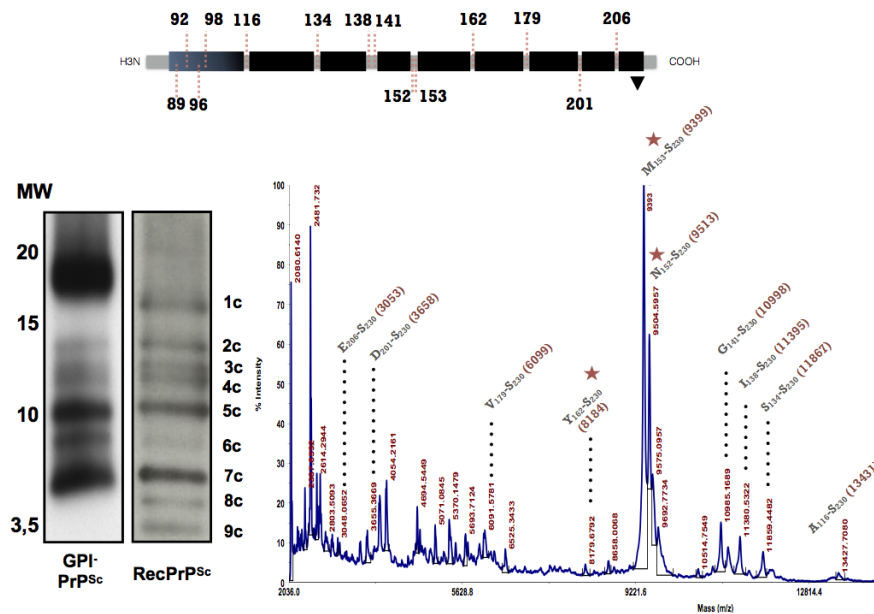 92 98 116 134 138 141 162 179 206
H3N COOH
89 96 152 153 201
MW
20
15
10
3,5
1c
2c
3c
4c
5c
6c
7c
8c
9c
GPI-
PrPSc
RecPrPSc
% Intensity
100
90
80
70
60
50
40
30
20
10
0
2080.6140
2481.732
2614.2944
2803.5093
3048.0652
E206-S230 (3053)
3655.3669
D201-S230 (3658)
4054.2161
4694.5449
5071.0845
5370.1479
5693.7124
6091.5781
V179-S230 (6099)
6525.3433
8179.6792
Y162-S230
(8184)
8658.0068
9393
M153-S230 (9399)
9504.5957
N152-S230 (9513)
9575.0957
9692.7734
10514.7549
10985.1689
G141-S230 (10998)
11380.5322
I138-S230 (11395)
11859.4482
S134-S230 (11867)
13427.7080
A116-S230 (13431)
2036.0 5628.8 9221.6 12814.4
Mass (m/z)